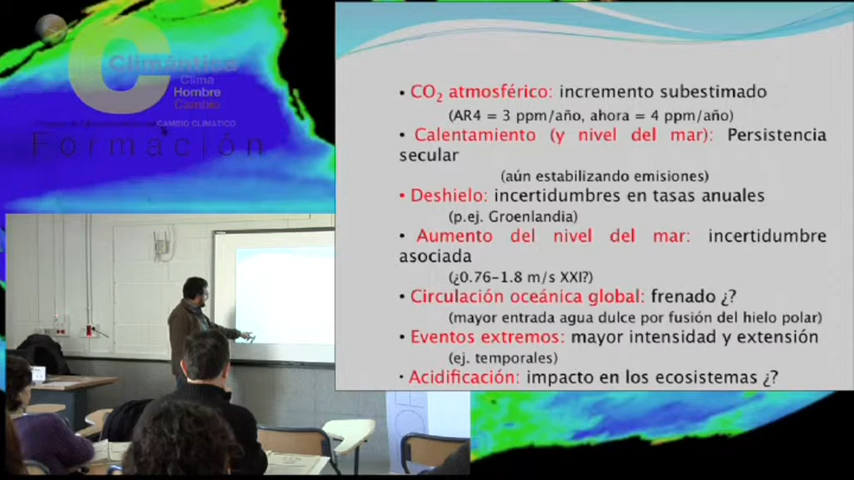 Climántica
Clima
Hombre
Cambio
CAMBIO CLIMÁTICO
Formación
• CO₂ atmosférico: incremento subestimado
(AR4 = 3 ppm/año, ahora = 4 ppm/año)
• Calentamiento (y nivel del mar): Persistencia
secular
(aún estabilizando emisiones)
• Deshielo: incertidumbres en tasas anuales
(p.ej. Groenlandia)
• Aumento del nivel del mar: incertidumbre
asociada
(¿0.76-1.8 m/s XXI?)
• Circulación oceánica global: frenado ¿?
(mayor entrada agua dulce por fusión del hielo polar)
• Eventos extremos: mayor intensidad y extensión
(ej. temporales)
• Acidificación: impacto en los ecosistemas ¿?